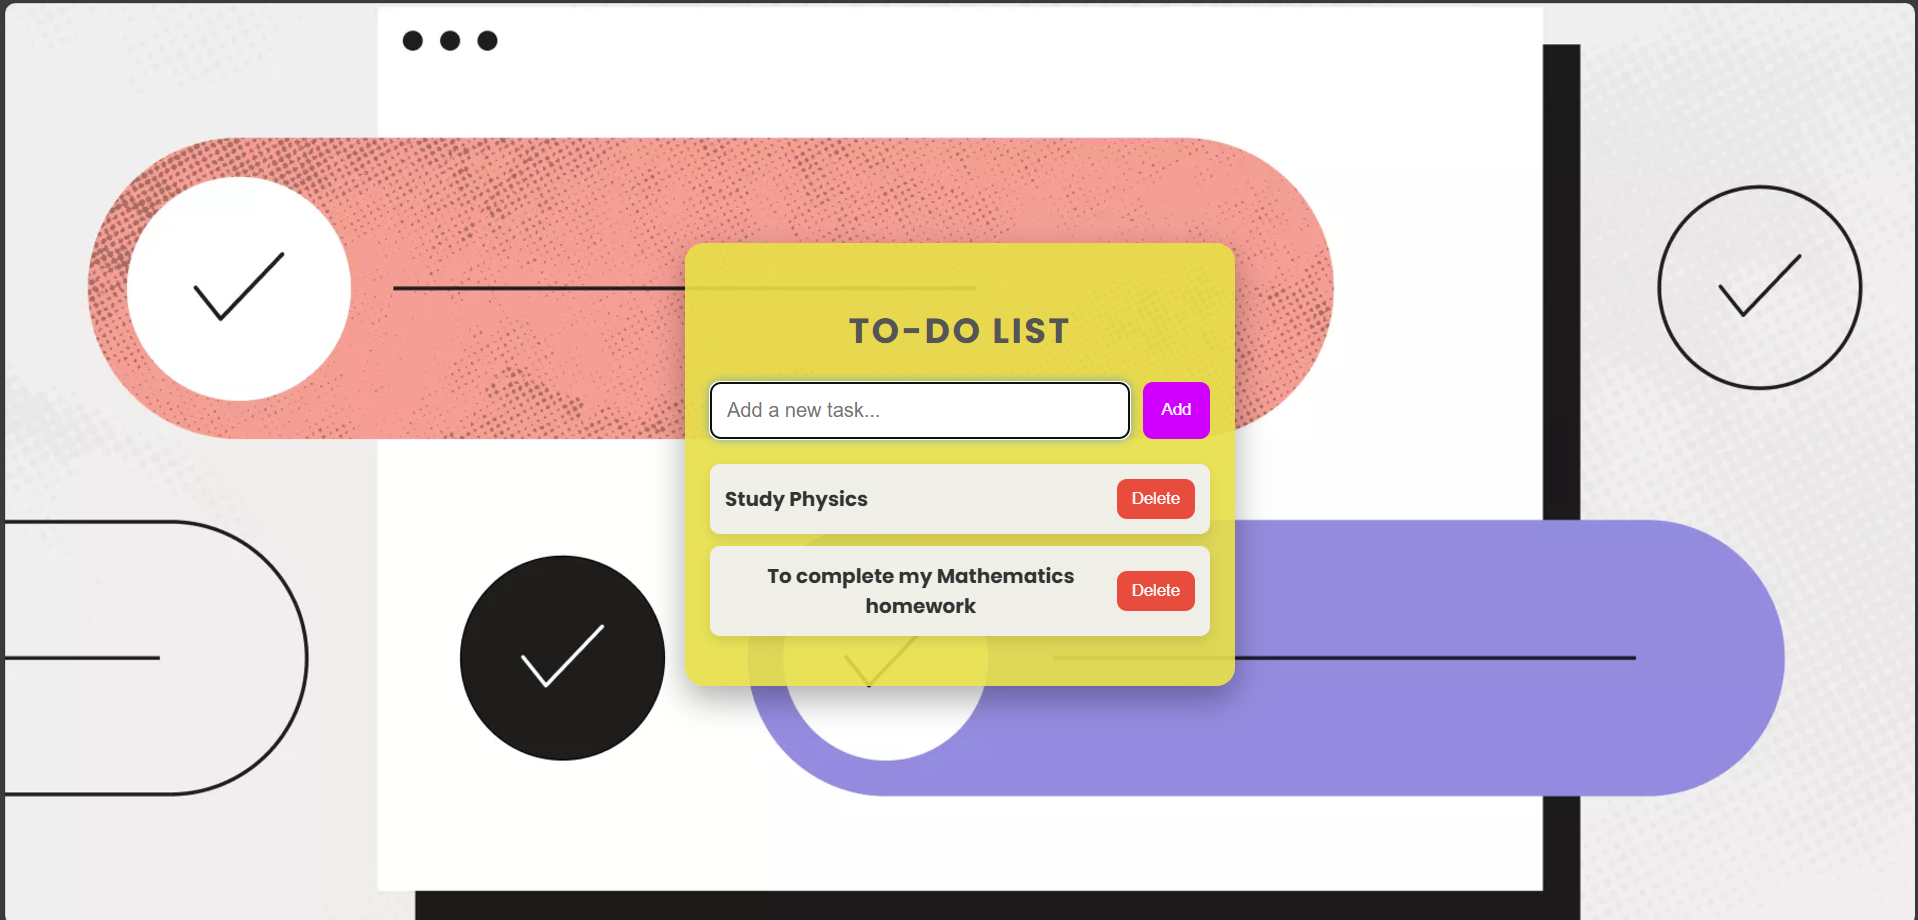 TO-DO LIST
Add a new task...
Add
Study Physics
Delete
To complete my Mathematics
homework
Delete